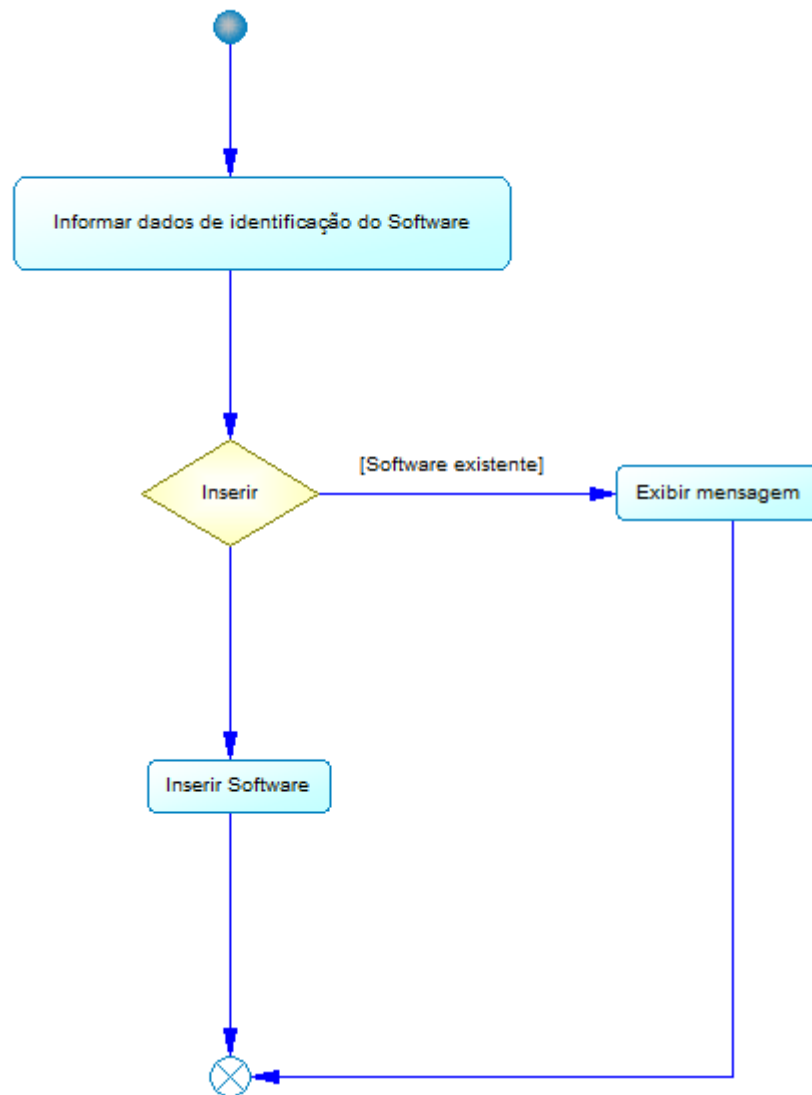 Informar dados de identificação do Software
Inserir
[Software existente]
Exibir mensagem
Inserir Software